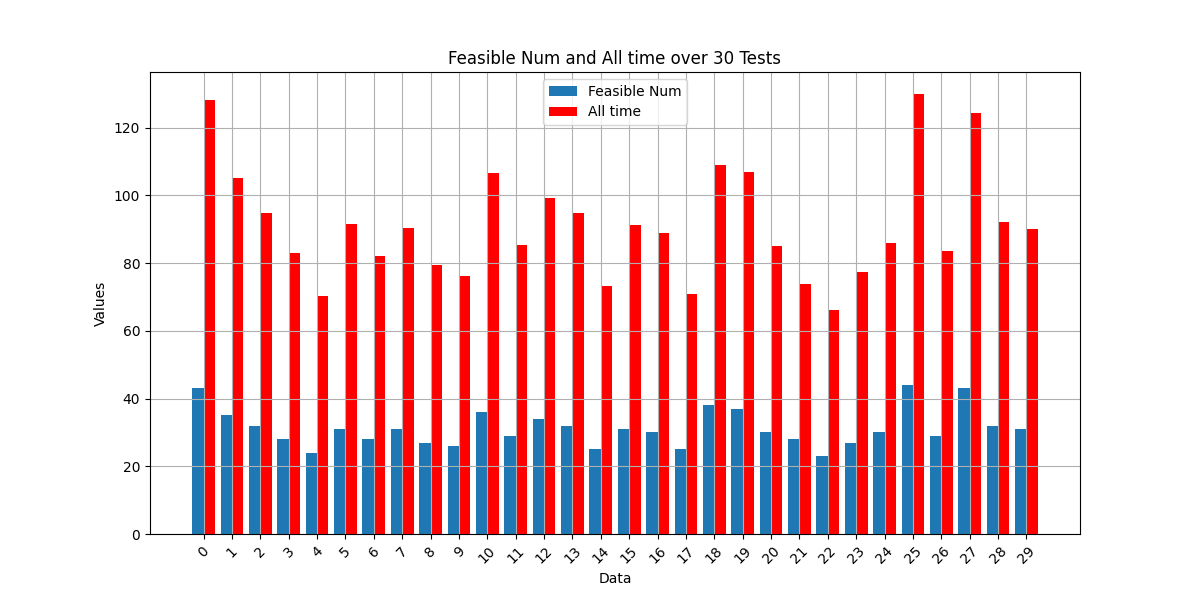 Feasible Num and All time over 30 Tests
Feasible Num
All time
Values
120
100
80
60
40
20
0
0 1 2 3 4 5 6 7 8 9 10 11 12 13 14 15 16 17 18 19 20 21 22 23 24 25 26 27 28 29
Data